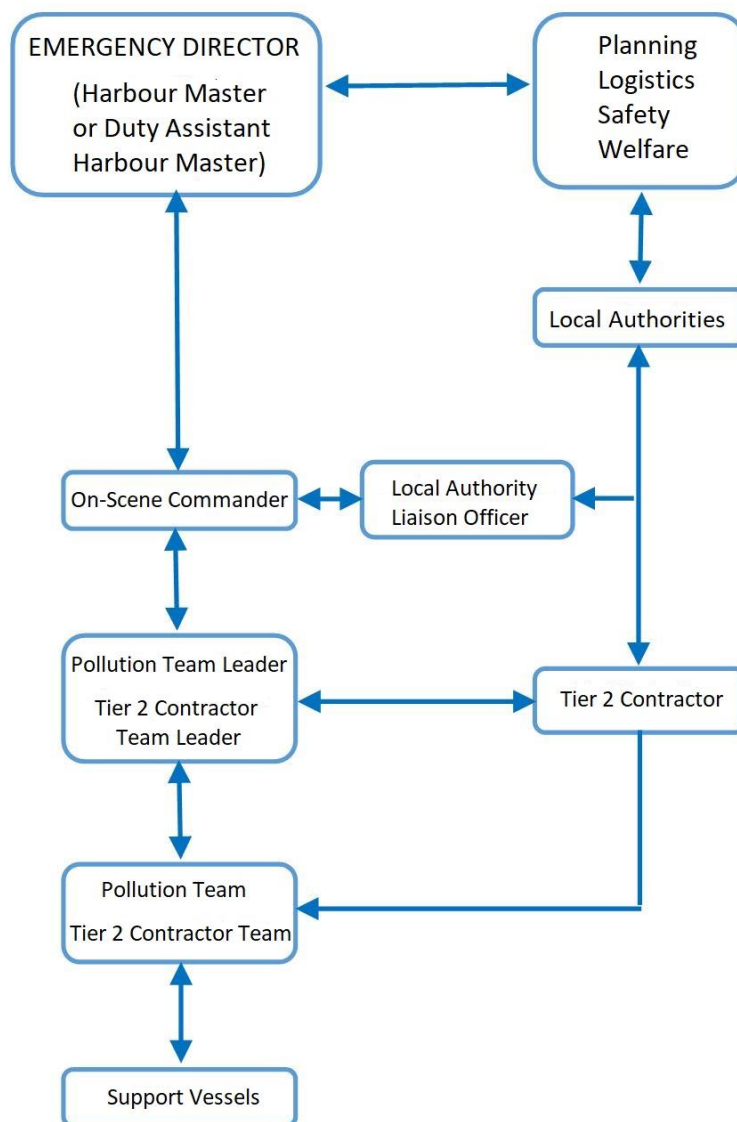 EMERGENCY DIRECTOR
(Harbour Master
or Duty Assistant
Harbour Master)
Planning
Logistics
Safety
Welfare
Local Authorities
On-Scene Commander
Local Authority
Liaison Officer
Pollution Team Leader
Tier 2 Contractor
Team Leader
Tier 2 Contractor
Pollution Team
Tier 2 Contractor Team
Support Vessels